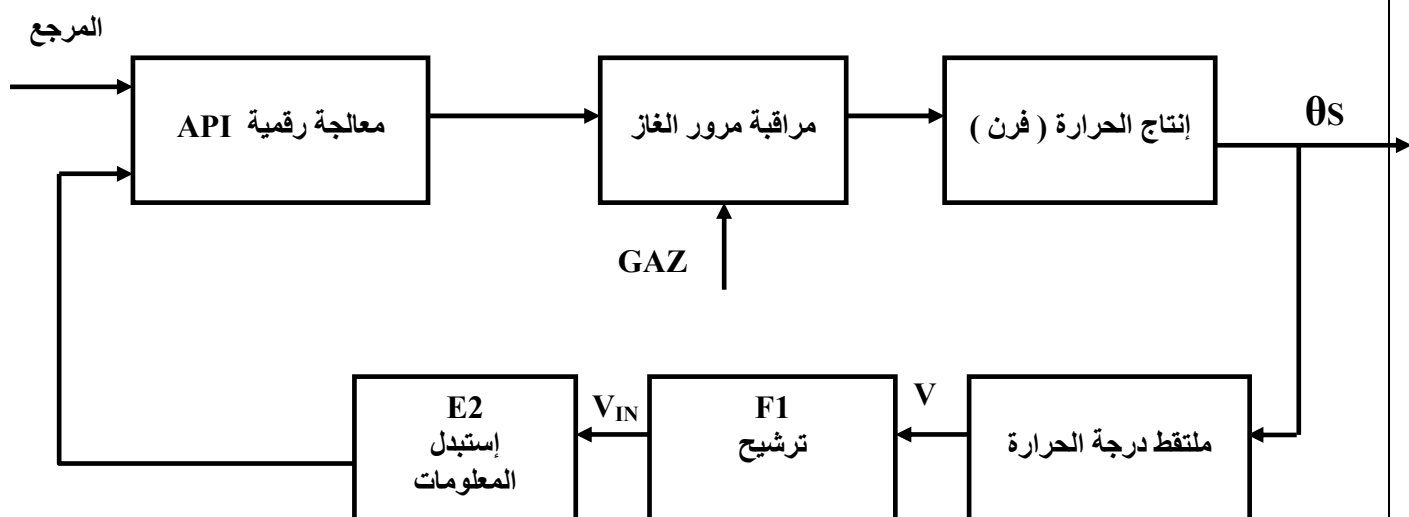 المرجع
معالجة رقمية API
مراقبة مرور الغاز
إنتاج الحرارة ( فرن )
θS
GAZ
E2
إستبدل
المعلومات
VIN
F1
ترشيح
V
ملتقط درجة الحرارة